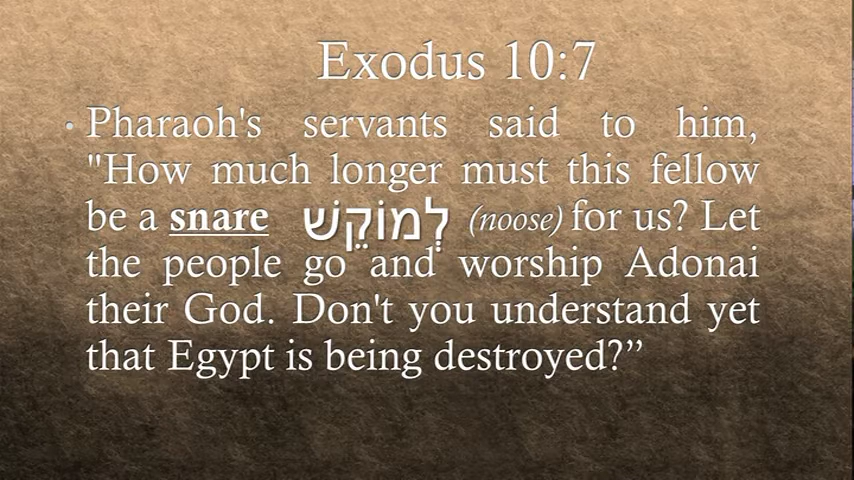 Exodus 10:7
• Pharaoh's servants said to him,
"How much longer must this fellow
be a snare לְמוֹקֵשׁ (noose) for us? Let
the people go and worship Adonai
their God. Don't you understand yet
that Egypt is being destroyed?”